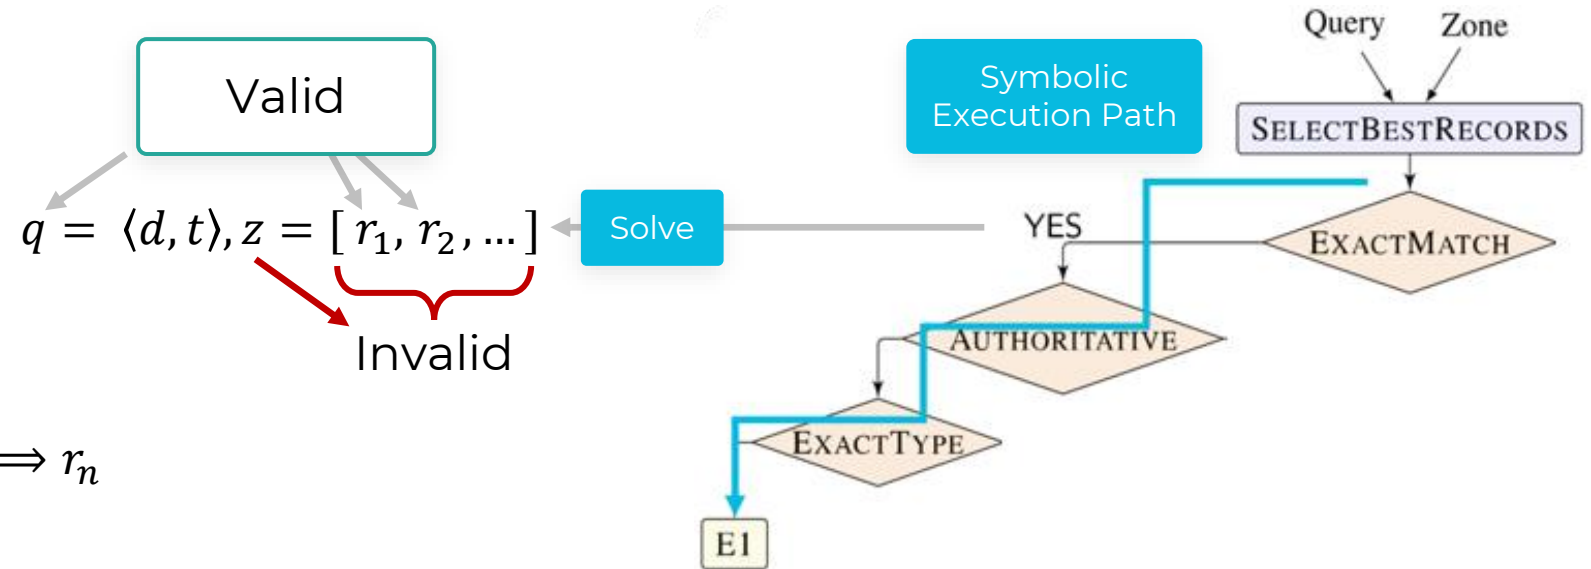 Valid
q = ⟨d, t⟩, z = [ r₁, r₂, … ]
Invalid
⟹ rₙ
Solve
Symbolic
Execution Path
Query Zone
SELECTBESTRECORDS
YES
EXACTMATCH
AUTHORITATIVE
EXACTTYPE
E1